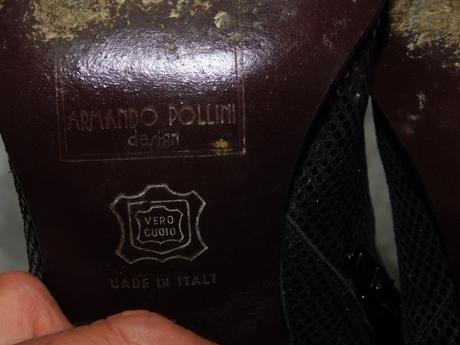 ARMANDO POLLINI
design
VERO
CUOIO
MADE IN ITALY